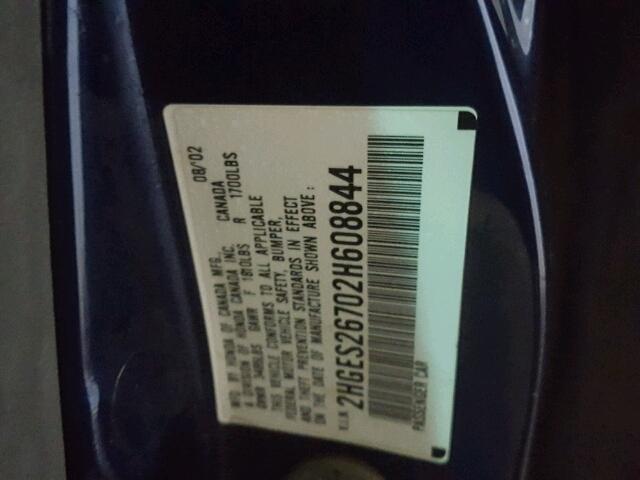 MFG. BY HONDA OF CANADA MFG., CANADA 08/'02
A DIVISION OF HONDA CANADA INC.
GVWR 3485LBS GAWR F 1810LBS R 1700LBS
THIS VEHICLE CONFORMS TO ALL APPLICABLE
FEDERAL MOTOR VEHICLE SAFETY, BUMPER,
AND THEFT PREVENTION STANDARDS IN EFFECT
ON THE DATE OF MANUFACTURE SHOWN ABOVE:
V.I.N. 2HGES26702H608844
PASSENGER CAR